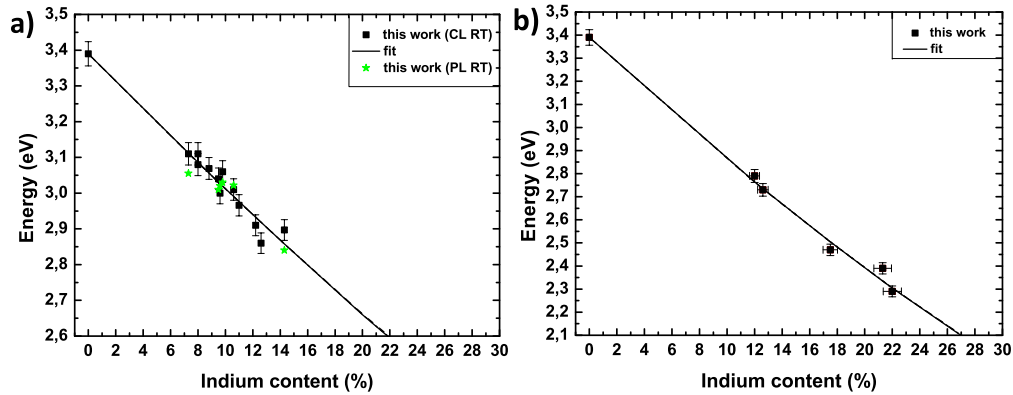 a)
3,5
3,4
3,3
3,2
3,1
3,0
2,9
2,8
2,7
2,6
Energy (eV)
this work (CL RT)
fit
this work (PL RT)
0 2 4 6 8 10 12 14 16 18 20 22 24 26 28 30
Indium content (%)
b)
3,5
3,4
3,3
3,2
3,1
3,0
2,9
2,8
2,7
2,6
2,5
2,4
2,3
2,2
2,1
Energy (eV)
this work
fit
0 2 4 6 8 10 12 14 16 18 20 22 24 26 28 30
Indium content (%)